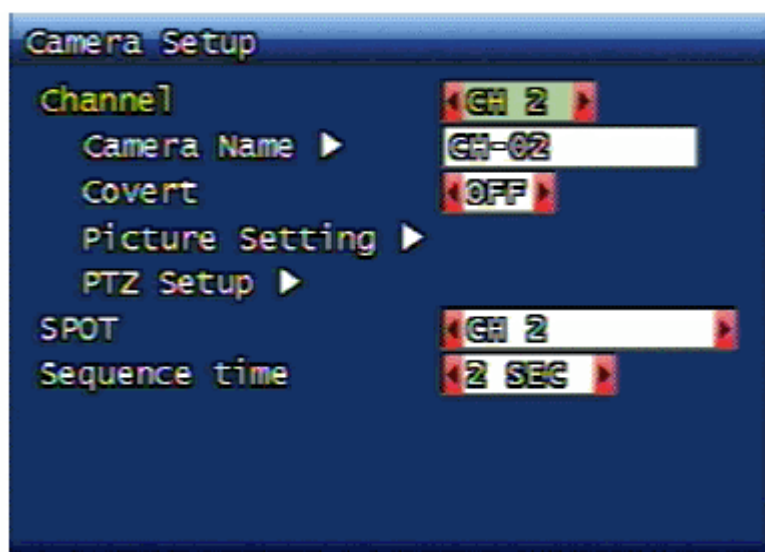 Camera Setup
Channel CH 2
Camera Name CH-02
Covert OFF
Picture Setting
PTZ Setup
SPOT CH 2
Sequence time 2 SEC